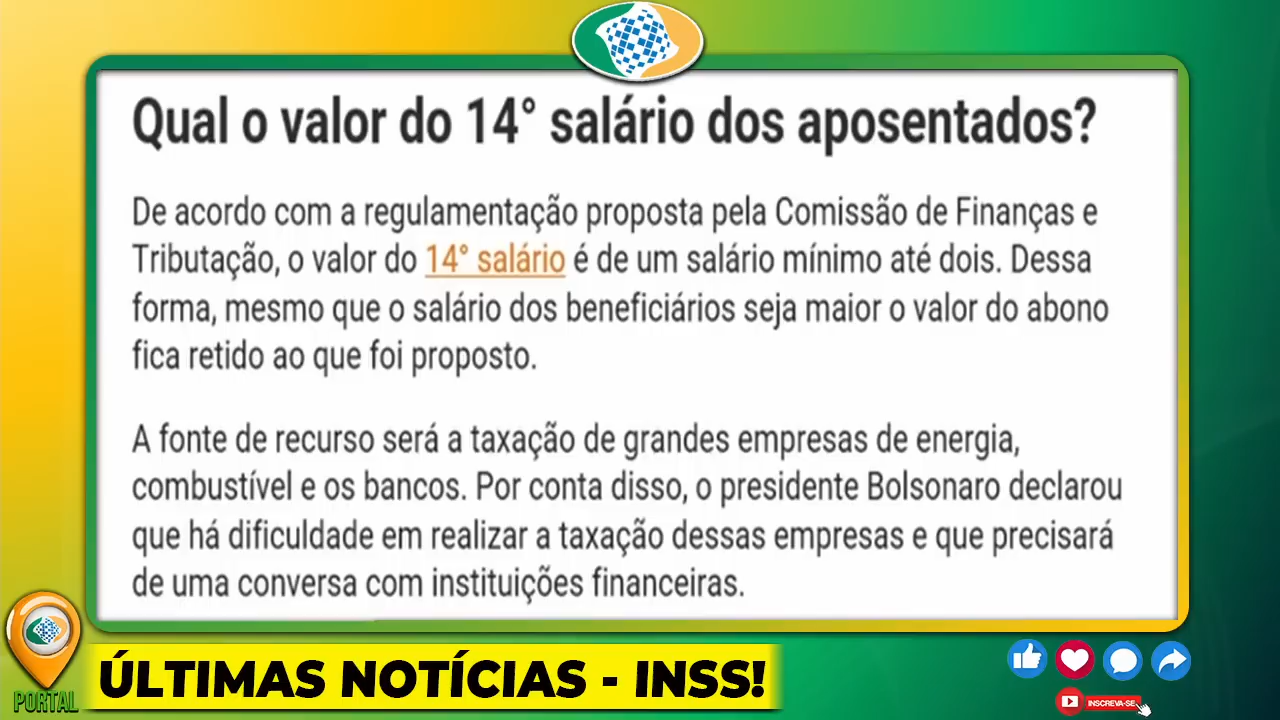 Qual o valor do 14° salário dos aposentados?
De acordo com a regulamentação proposta pela Comissão de Finanças e
Tributação, o valor do 14° salário é de um salário mínimo até dois. Dessa
forma, mesmo que o salário dos beneficiários seja maior o valor do abono
fica retido ao que foi proposto.
A fonte de recurso será a taxação de grandes empresas de energia,
combustível e os bancos. Por conta disso, o presidente Bolsonaro declarou
que há dificuldade em realizar a taxação dessas empresas e que precisará
de uma conversa com instituições financeiras.
PORTAL
ÚLTIMAS NOTÍCIAS - INSS!
INSCREVA-SE